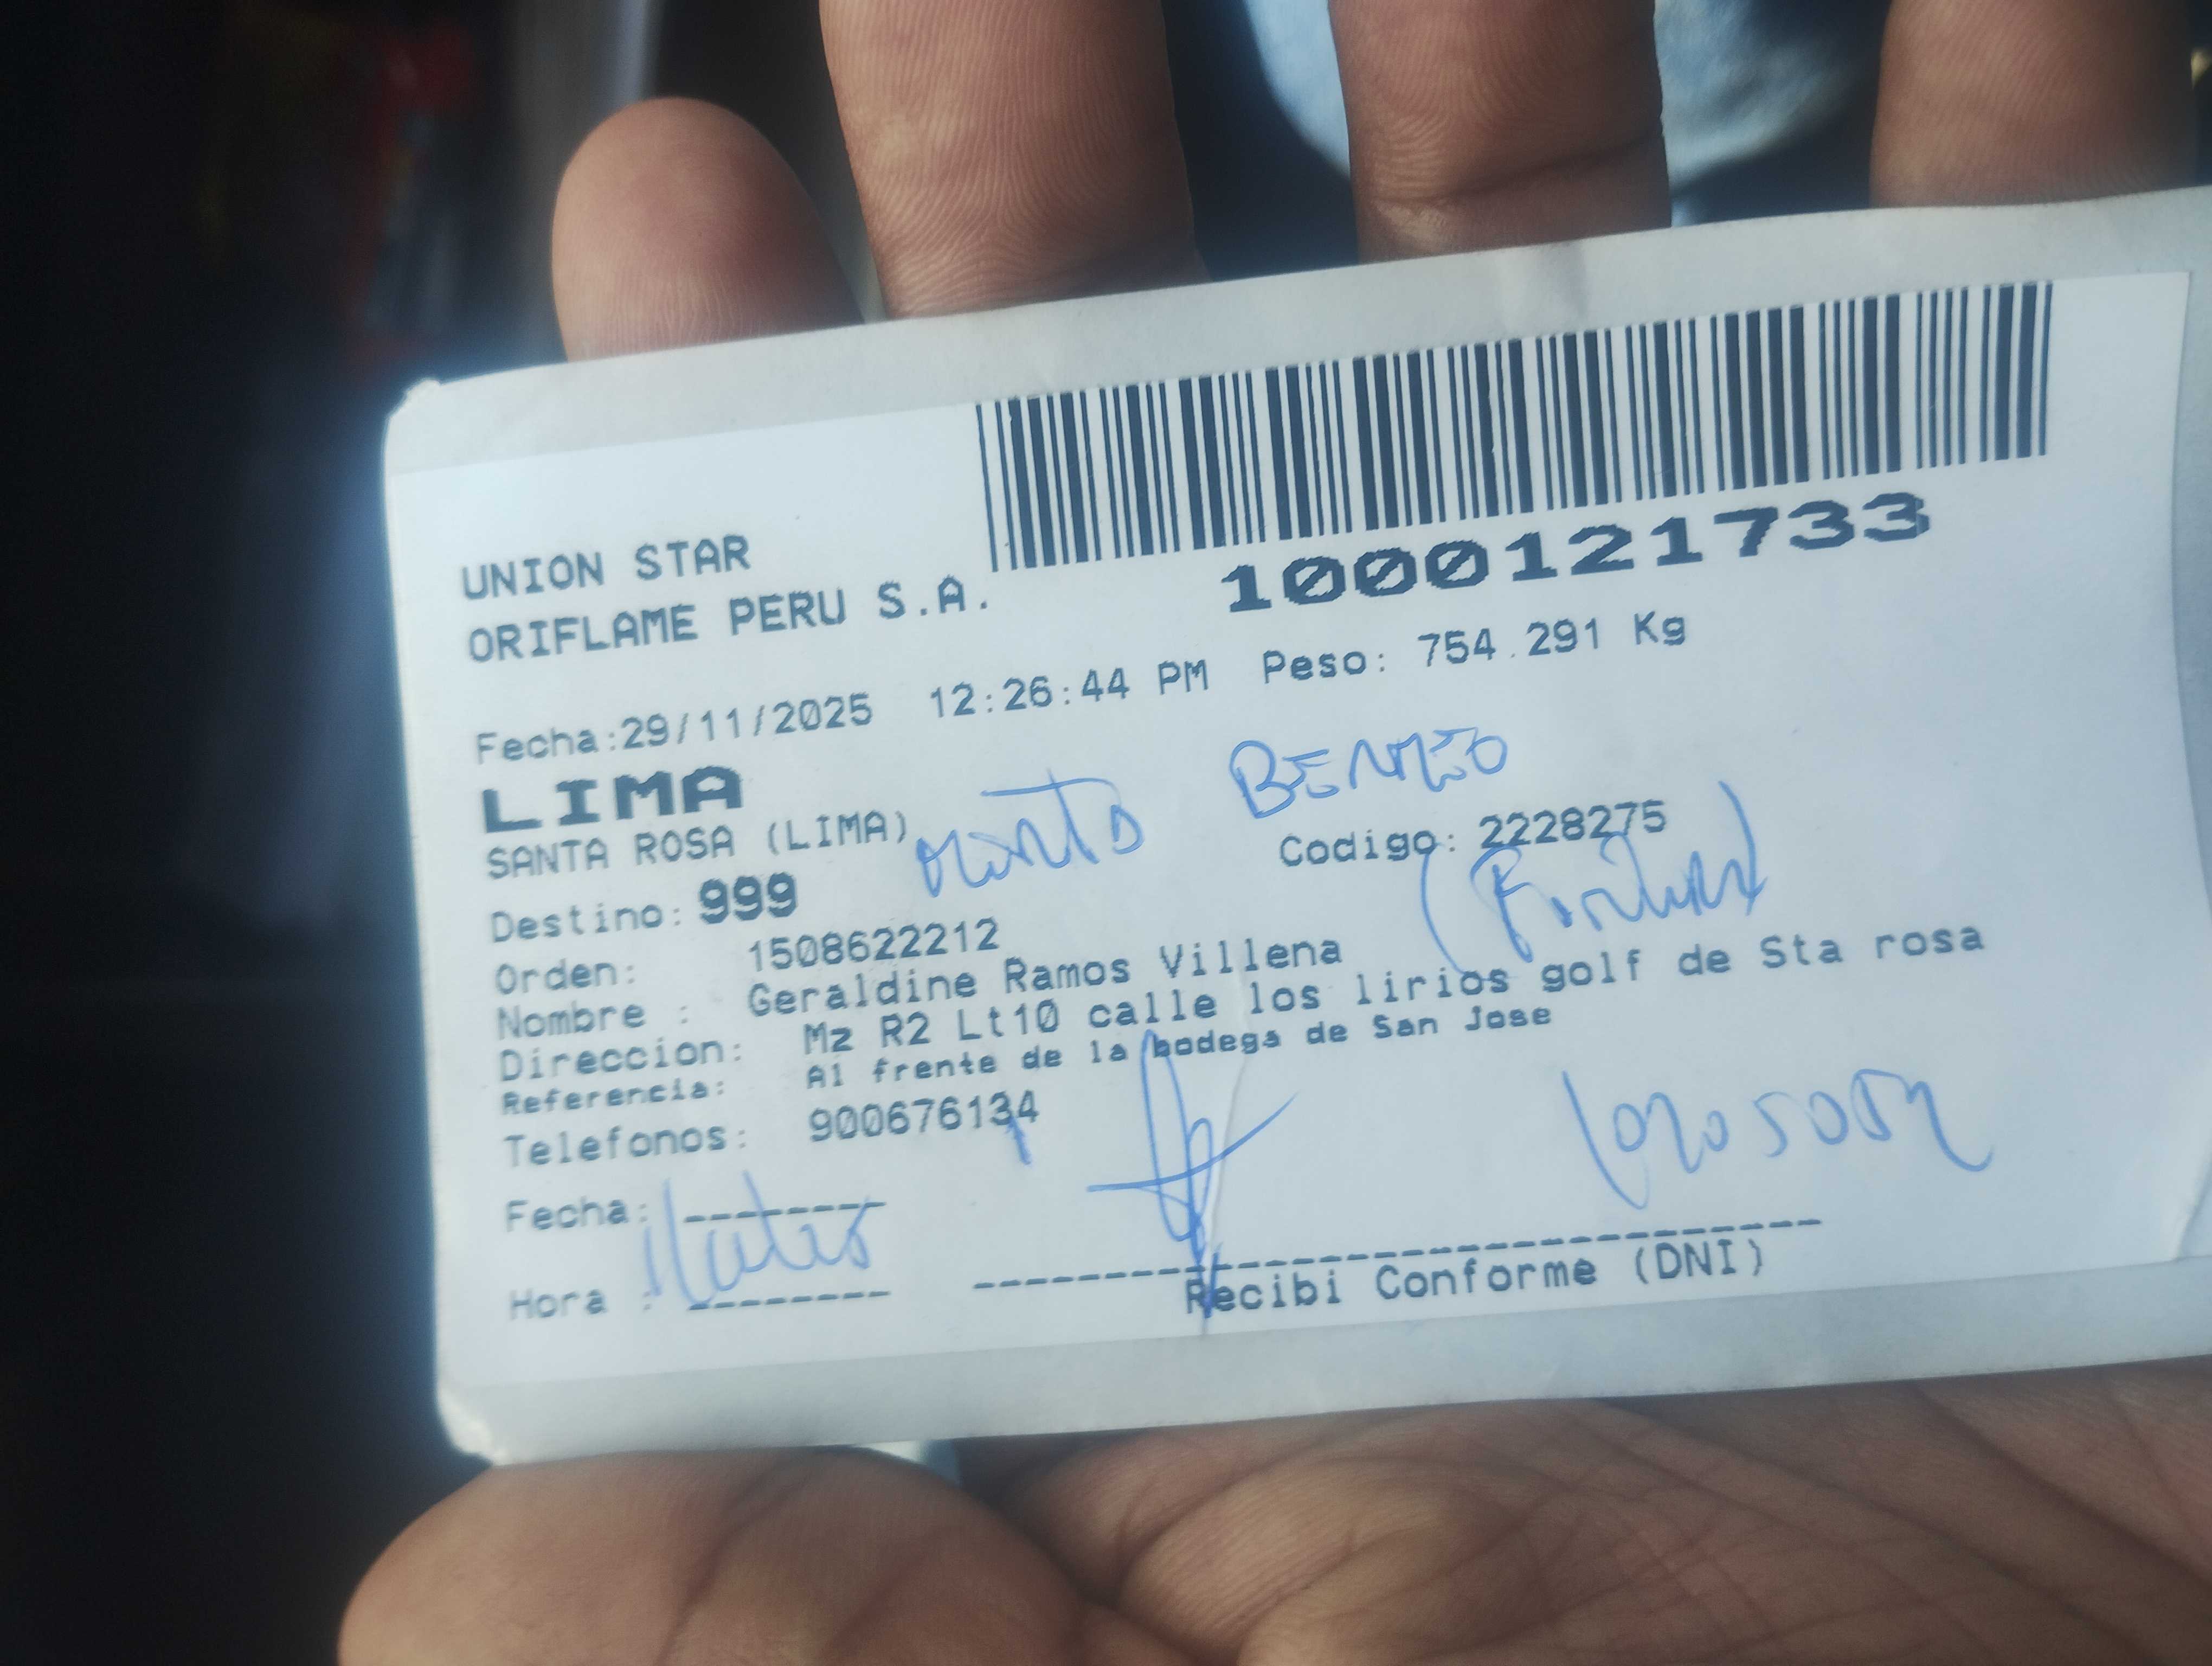 1000121733
UNION STAR
ORIFLAME PERU S.A.
Fecha:29/11/2025 12:26:44 PM Peso: 754.291 Kg
LIMA
SANTA ROSA (LIMA)
Destino: 999 Codigo: 2228275
Orden: 1508622212
Nombre : Geraldine Ramos Villena
Direccion: Mz R2 Lt10 calle los lirios golf de Sta rosa
Referencia: Al frente de la bodega de San Jose
Telefonos: 900676134
Fecha: --------
Hora : --------
Recibi Conforme (DNI)